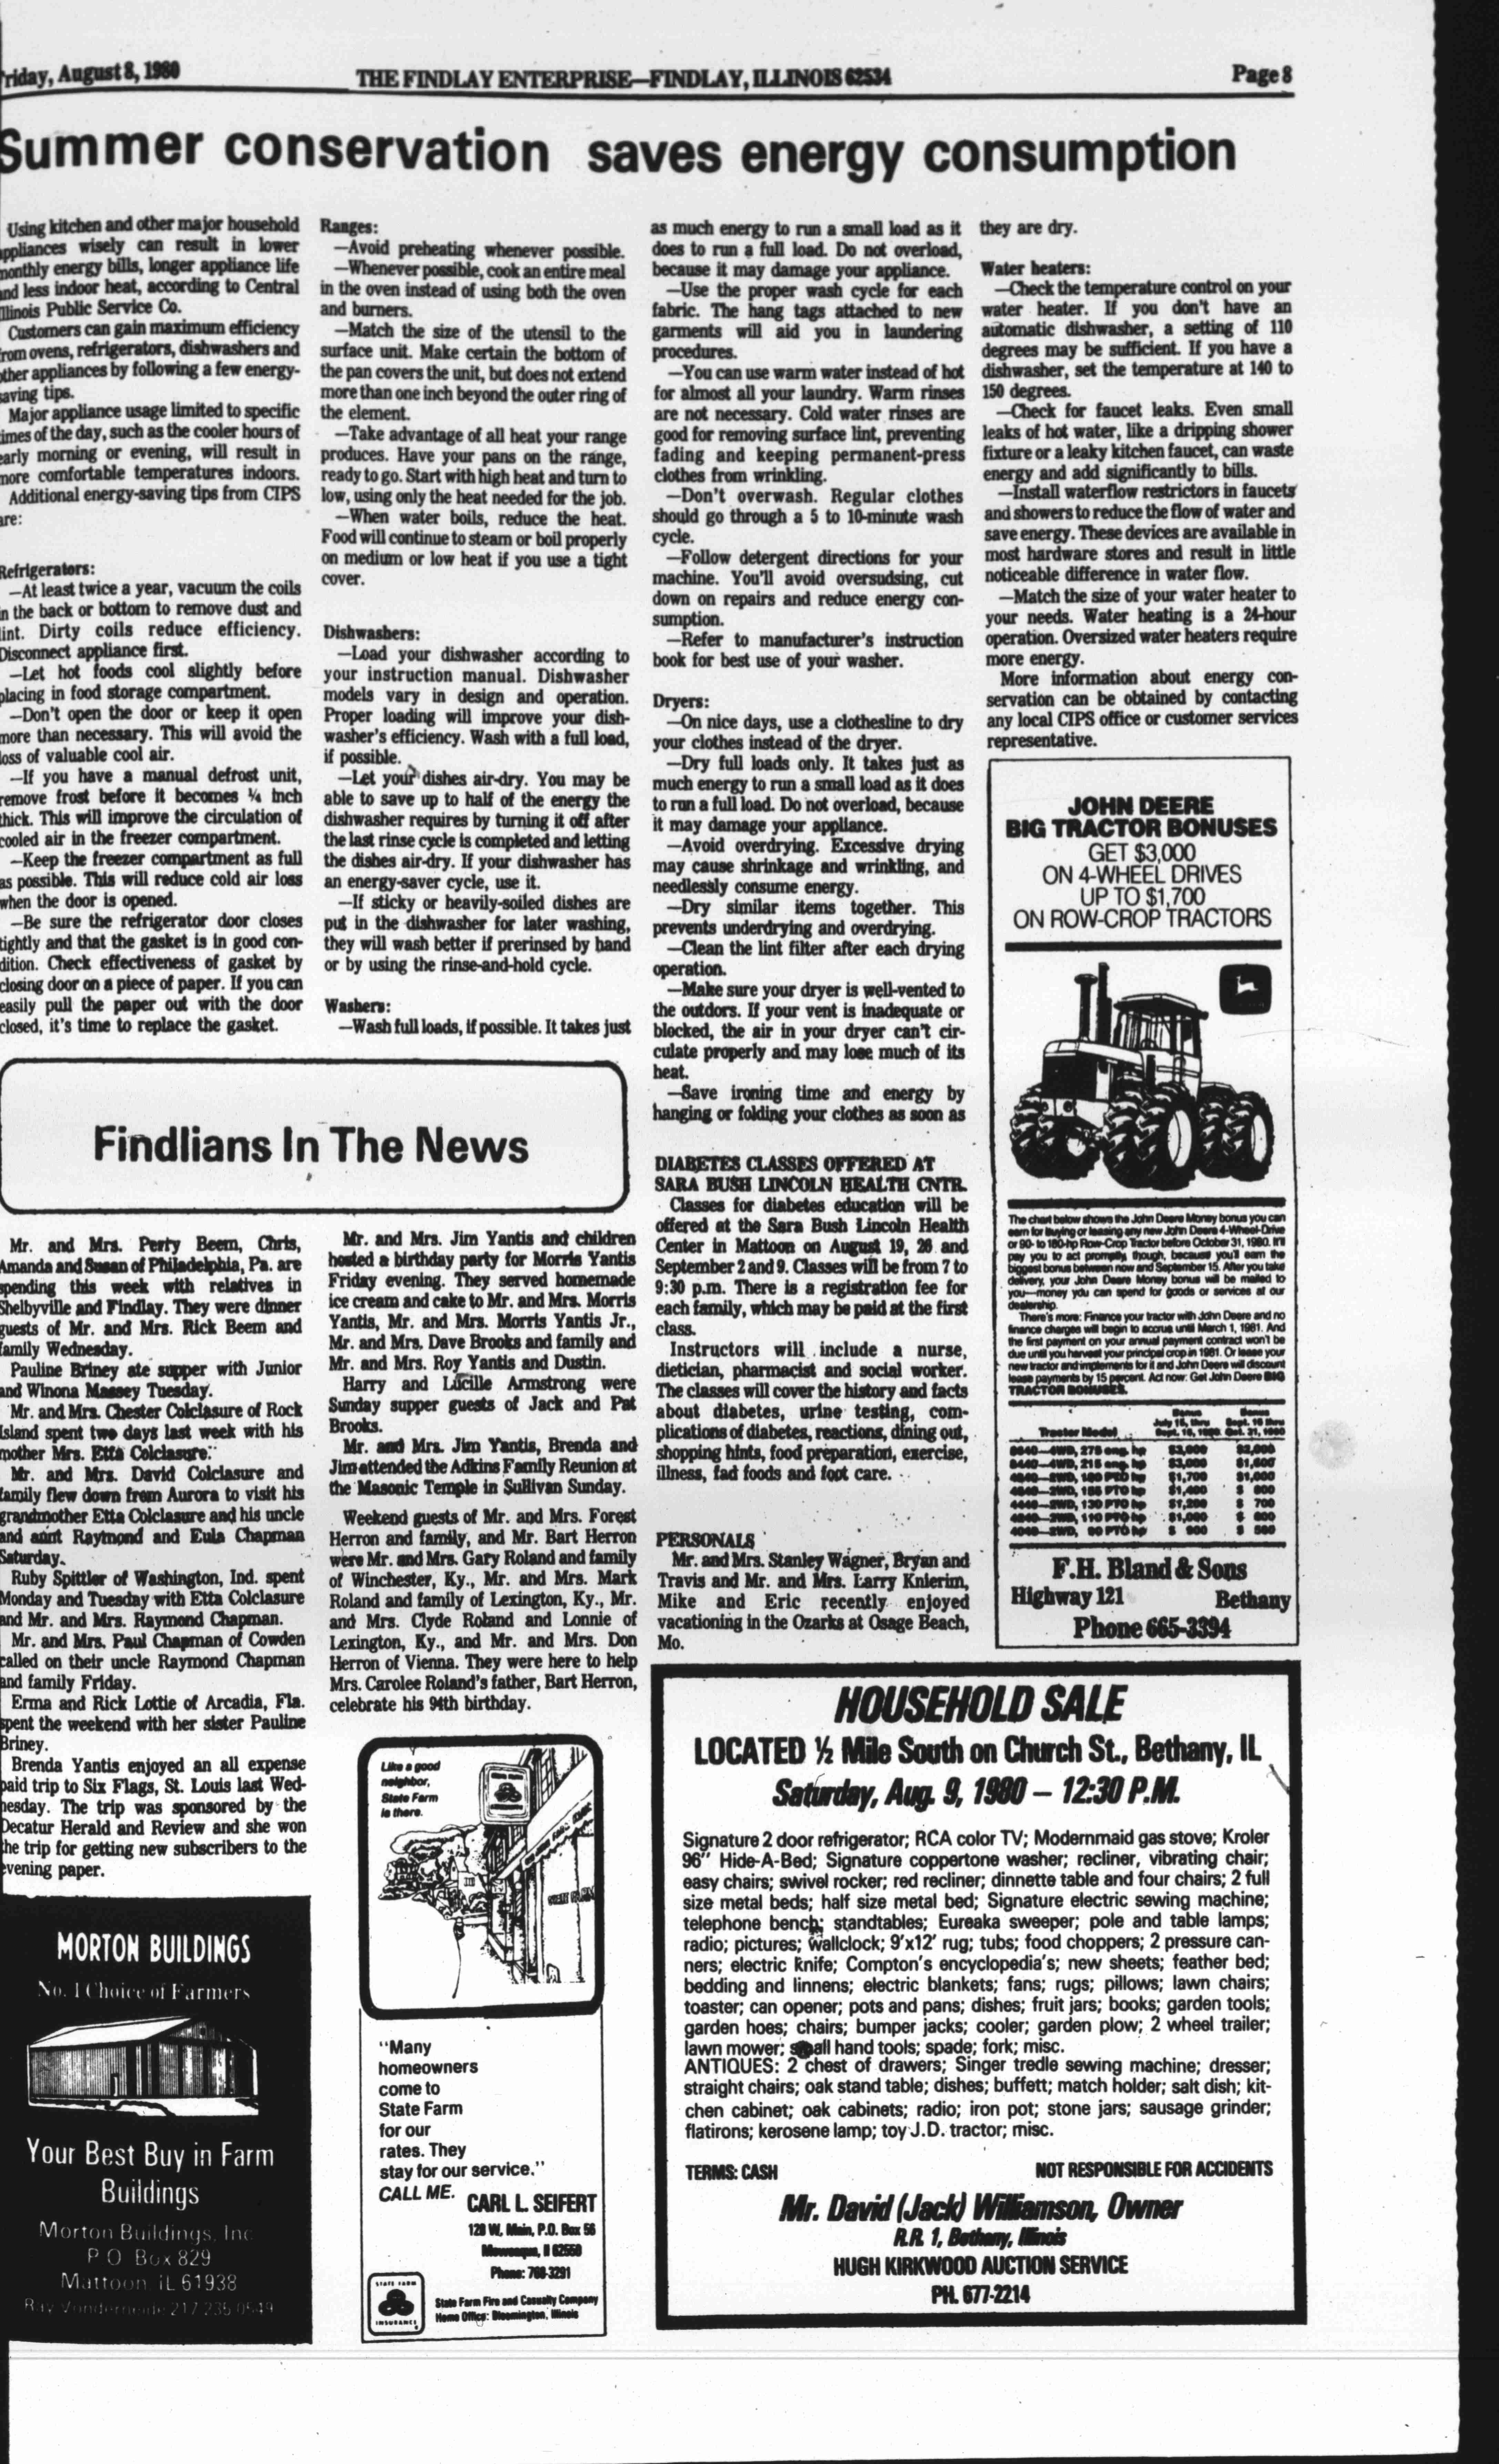 riday, August 8, 1980
THE FINDLAY ENTERPRISE—FINDLAY, ILLINOIS 62534
Page 8
Summer conservation saves energy consumption
Using kitchen and other major household
appliances wisely can result in lower
monthly energy bills, longer appliance life
and less indoor heat, according to Central
Illinois Public Service Co.
Customers can gain maximum efficiency
from ovens, refrigerators, dishwashers and
other appliances by following a few energy-
saving tips.
Major appliance usage limited to specific
times of the day, such as the cooler hours of
early morning or evening, will result in
more comfortable temperatures indoors.
Additional energy-saving tips from CIPS
are:
Refrigerators:
—At least twice a year, vacuum the coils
in the back or bottom to remove dust and
lint. Dirty coils reduce efficiency.
Disconnect appliance first.
—Let hot foods cool slightly before
placing in food storage compartment.
—Don't open the door or keep it open
more than necessary. This will avoid the
loss of valuable cool air.
—If you have a manual defrost unit,
remove frost before it becomes ¼ inch
thick. This will improve the circulation of
cooled air in the freezer compartment.
—Keep the freezer compartment as full
as possible. This will reduce cold air loss
when the door is opened.
—Be sure the refrigerator door closes
tightly and that the gasket is in good con-
dition. Check effectiveness of gasket by
closing door on a piece of paper. If you can
easily pull the paper out with the door
closed, it's time to replace the gasket.
Ranges:
—Avoid preheating whenever possible.
—Whenever possible, cook an entire meal
in the oven instead of using both the oven
and burners.
—Match the size of the utensil to the
surface unit. Make certain the bottom of
the pan covers the unit, but does not extend
more than one inch beyond the outer ring of
the element.
—Take advantage of all heat your range
produces. Have your pans on the range,
ready to go. Start with high heat and turn to
low, using only the heat needed for the job.
—When water boils, reduce the heat.
Food will continue to steam or boil properly
on medium or low heat if you use a tight
cover.
Dishwashers:
—Load your dishwasher according to
your instruction manual. Dishwasher
models vary in design and operation.
Proper loading will improve your dish-
washer's efficiency. Wash with a full load,
if possible.
—Let your dishes air-dry. You may be
able to save up to half of the energy the
dishwasher requires by turning it off after
the last rinse cycle is completed and letting
the dishes air-dry. If your dishwasher has
an energy-saver cycle, use it.
—If sticky or heavily-soiled dishes are
put in the dishwasher for later washing,
they will wash better if prerinsed by hand
or by using the rinse-and-hold cycle.
Washers:
—Wash full loads, if possible. It takes just
as much energy to run a small load as it
does to run a full load. Do not overload,
because it may damage your appliance.
—Use the proper wash cycle for each
fabric. The hang tags attached to new
garments will aid you in laundering
procedures.
—You can use warm water instead of hot
for almost all your laundry. Warm rinses
are not necessary. Cold water rinses are
good for removing surface lint, preventing
fading and keeping permanent-press
clothes from wrinkling.
—Don't overwash. Regular clothes
should go through a 5 to 10-minute wash
cycle.
—Follow detergent directions for your
machine. You'll avoid oversudsing, cut
down on repairs and reduce energy con-
sumption.
—Refer to manufacturer's instruction
book for best use of your washer.
Dryers:
—On nice days, use a clothesline to dry
your clothes instead of the dryer.
—Dry full loads only. It takes just as
much energy to run a small load as it does
to run a full load. Do not overload, because
it may damage your appliance.
—Avoid overdrying. Excessive drying
may cause shrinkage and wrinkling, and
needlessly consume energy.
—Dry similar items together. This
prevents underdrying and overdrying.
—Clean the lint filter after each drying
operation.
—Make sure your dryer is well-vented to
the outdors. If your vent is inadequate or
blocked, the air in your dryer can't cir-
culate properly and may lose much of its
heat.
—Save ironing time and energy by
hanging or folding your clothes as soon as
they are dry.
Water heaters:
—Check the temperature control on your
water heater. If you don't have an
automatic dishwasher, a setting of 110
degrees may be sufficient. If you have a
dishwasher, set the temperature at 140 to
150 degrees.
—Check for faucet leaks. Even small
leaks of hot water, like a dripping shower
fixture or a leaky kitchen faucet, can waste
energy and add significantly to bills.
—Install waterflow restrictors in faucets
and showers to reduce the flow of water and
save energy. These devices are available in
most hardware stores and result in little
noticeable difference in water flow.
—Match the size of your water heater to
your needs. Water heating is a 24-hour
operation. Oversized water heaters require
more energy.
More information about energy con-
servation can be obtained by contacting
any local CIPS office or customer services
representative.
JOHN DEERE
BIG TRACTOR BONUSES
GET $3,000
ON 4-WHEEL DRIVES
UP TO $1,700
ON ROW-CROP TRACTORS
The chart below shows the John Deere Money bonus you can
earn for buying or leasing any new John Deere 4-Wheel-Drive
or 90- to 180-hp Row-Crop Tractor before October 31, 1980. It'll
pay you to act promptly, though, because you'll earn the
biggest bonus between now and September 15. After you take
delivery, your John Deere Money bonus will be mailed to
you—money you can spend for goods or services at our
dealership.
There's more: Finance your tractor with John Deere and no
finance charges will begin to accrue until March 1, 1981. And
the first payment on your annual payment contract won't be
due until you harvest your principal crop in 1981. Or lease your
new tractor and implements for it and John Deere will discount
lease payments by 15 percent. Act now. Get John Deere BIG
TRACTOR BONUSES.
Bonus Bonus
July 15, thru Sept. 16 thru
Tractor Model Sept. 15, 1980 Oct. 31, 1980
8640—4WD, 275 eng. hp $3,000 $2,000
8440—4WD, 215 eng. hp $3,000 $1,500
4840—2WD, 180 PTO hp $1,700 $1,000
4640—2WD, 155 PTO hp $1,400 $ 800
4440—2WD, 130 PTO hp $1,200 $ 700
4240—2WD, 110 PTO hp $1,000 $ 600
4040—2WD, 90 PTO hp $ 900 $ 500
F.H. Bland & Sons
Highway 121 Bethany
Phone 665-3394
Findlians In The News
Mr. and Mrs. Perty Beem, Chris,
Amanda and Susan of Philadelphia, Pa. are
spending this week with relatives in
Shelbyville and Findlay. They were dinner
guests of Mr. and Mrs. Rick Beem and
family Wednesday.
Pauline Briney ate supper with Junior
and Winona Massey Tuesday.
Mr. and Mrs. Chester Colclasure of Rock
Island spent two days last week with his
mother Mrs. Etta Colclasure.
Mr. and Mrs. David Colclasure and
family flew down from Aurora to visit his
grandmother Etta Colclasure and his uncle
and aunt Raymond and Eula Chapman
Saturday.
Ruby Spittler of Washington, Ind. spent
Monday and Tuesday with Etta Colclasure
and Mr. and Mrs. Raymond Chapman.
Mr. and Mrs. Paul Chapman of Cowden
called on their uncle Raymond Chapman
and family Friday.
Erma and Rick Lottie of Arcadia, Fla.
spent the weekend with her sister Pauline
Briney.
Brenda Yantis enjoyed an all expense
paid trip to Six Flags, St. Louis last Wed-
nesday. The trip was sponsored by the
Decatur Herald and Review and she won
the trip for getting new subscribers to the
evening paper.
Mr. and Mrs. Jim Yantis and children
hosted a birthday party for Morris Yantis
Friday evening. They served homemade
ice cream and cake to Mr. and Mrs. Morris
Yantis, Mr. and Mrs. Morris Yantis Jr.,
Mr. and Mrs. Dave Brooks and family and
Mr. and Mrs. Roy Yantis and Dustin.
Harry and Lucille Armstrong were
Sunday supper guests of Jack and Pat
Brooks.
Mr. and Mrs. Jim Yantis, Brenda and
Jim attended the Adkins Family Reunion at
the Masonic Temple in Sullivan Sunday.
Weekend guests of Mr. and Mrs. Forest
Herron and family, and Mr. Bart Herron
were Mr. and Mrs. Gary Roland and family
of Winchester, Ky., Mr. and Mrs. Mark
Roland and family of Lexington, Ky., Mr.
and Mrs. Clyde Roland and Lonnie of
Lexington, Ky., and Mr. and Mrs. Don
Herron of Vienna. They were here to help
Mrs. Carolee Roland's father, Bart Herron,
celebrate his 94th birthday.
DIABETES CLASSES OFFERED AT
SARA BUSH LINCOLN HEALTH CNTR.
Classes for diabetes education will be
offered at the Sara Bush Lincoln Health
Center in Mattoon on August 19, 26 and
September 2 and 9. Classes will be from 7 to
9:30 p.m. There is a registration fee for
each family, which may be paid at the first
class.
Instructors will include a nurse,
dietician, pharmacist and social worker.
The classes will cover the history and facts
about diabetes, urine testing, com-
plications of diabetes, reactions, dining out,
shopping hints, food preparation, exercise,
illness, fad foods and foot care.
PERSONALS
Mr. and Mrs. Stanley Wagner, Bryan and
Travis and Mr. and Mrs. Larry Knierim,
Mike and Eric recently enjoyed
vacationing in the Ozarks at Osage Beach,
Mo.
MORTON BUILDINGS
No. 1 Choice of Farmers
Your Best Buy in Farm
Buildings
Morton Buildings, Inc
P.O. Box 829
Mattoon IL 61938
Ray 217 235 0549
Like a good
neighbor,
State Farm
is there.
"Many
homeowners
come to
State Farm
for our
rates. They
stay for our service."
CALL ME.
CARL L. SEIFERT
128 W. Main, P.O. Box 56
Moweaqua, Il 62550
Phone: 768-3291
STATE FARM
INSURANCE
State Farm Fire and Casualty Company
Home Office: Bloomington, Illinois
HOUSEHOLD SALE
LOCATED ½ Mile South on Church St., Bethany, IL
Saturday, Aug. 9, 1980 – 12:30 P.M.
Signature 2 door refrigerator; RCA color TV; Modernmaid gas stove; Kroler
96" Hide-A-Bed; Signature coppertone washer; recliner, vibrating chair;
easy chairs; swivel rocker; red recliner; dinnette table and four chairs; 2 full
size metal beds; half size metal bed; Signature electric sewing machine;
telephone bench; standtables; Eureaka sweeper; pole and table lamps;
radio; pictures; wallclock; 9'x12' rug; tubs; food choppers; 2 pressure can-
ners; electric knife; Compton's encyclopedia's; new sheets; feather bed;
bedding and linnens; electric blankets; fans; rugs; pillows; lawn chairs;
toaster; can opener; pots and pans; dishes; fruit jars; books; garden tools;
garden hoes; chairs; bumper jacks; cooler; garden plow; 2 wheel trailer;
lawn mower; small hand tools; spade; fork; misc.
ANTIQUES: 2 chest of drawers; Singer tredle sewing machine; dresser;
straight chairs; oak stand table; dishes; buffett; match holder; salt dish; kit-
chen cabinet; oak cabinets; radio; iron pot; stone jars; sausage grinder;
flatirons; kerosene lamp; toy J.D. tractor; misc.
TERMS: CASH
NOT RESPONSIBLE FOR ACCIDENTS
Mr. David (Jack) Williamson, Owner
R.R. 1, Bethany, Illinois
HUGH KIRKWOOD AUCTION SERVICE
PH. 677-2214